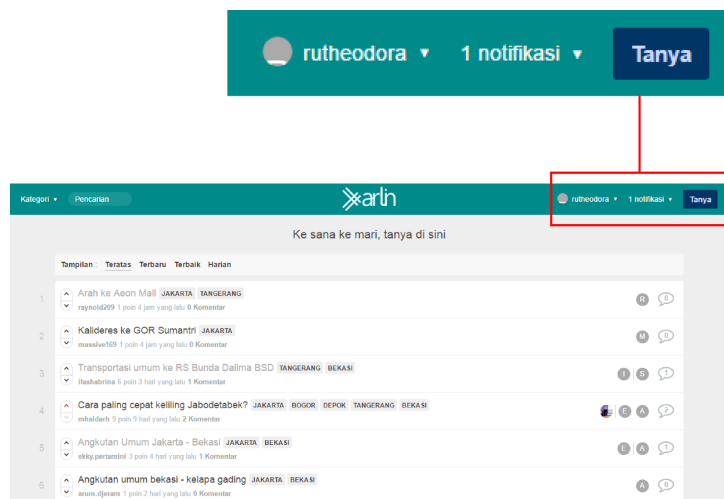 rutheodora ▾ 1 notifikasi ▾ Tanya
Kategori ▾ Pencarian arlin rutheodora ▾ 1 notifikasi ▾ Tanya
Ke sana ke mari, tanya di sini
Tampilan : Teratas Terbaru Terbaik Harian
1 Arah ke Aeon Mall JAKARTA TANGERANG R 0
raynold209 1 poin 4 jam yang lalu 0 Komentar
2 Kalideres ke GOR Sumantri JAKARTA M 0
massive169 1 poin 4 jam yang lalu 0 Komentar
3 Transportasi umum ke RS Bunda Dalima BSD TANGERANG BEKASI I S 1
ifashabrina 6 poin 3 hari yang lalu 1 Komentar
4 Cara paling cepat keliling Jabodetabek? JAKARTA BOGOR DEPOK TANGERANG BEKASI E A 2
mhaidarh 9 poin 9 hari yang lalu 2 Komentar
5 Angkutan Umum Jakarta - Bekasi JAKARTA BEKASI E A 1
ekky.pertamini 3 poin 4 hari yang lalu 1 Komentar
6 Angkutan umum bekasi - kelapa gading JAKARTA BEKASI A 0
arum.djeram 1 poin 2 hari yang lalu 0 Komentar